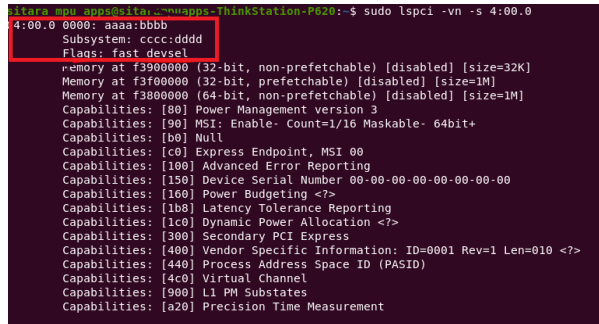 sitara_mpu_apps@sitarampuapps-ThinkStation-P620:~$ sudo lspci -vn -s 4:00.0
04:00.0 0000: aaaa:bbbb
Subsystem: cccc:dddd
Flags: fast devsel
Memory at f3900000 (32-bit, non-prefetchable) [disabled] [size=32K]
Memory at f3f00000 (32-bit, prefetchable) [disabled] [size=1M]
Memory at f3800000 (64-bit, non-prefetchable) [disabled] [size=1M]
Capabilities: [80] Power Management version 3
Capabilities: [90] MSI: Enable- Count=1/16 Maskable- 64bit+
Capabilities: [b0] Null
Capabilities: [c0] Express Endpoint, MSI 00
Capabilities: [100] Advanced Error Reporting
Capabilities: [150] Device Serial Number 00-00-00-00-00-00-00-00
Capabilities: [160] Power Budgeting <?>
Capabilities: [1b8] Latency Tolerance Reporting
Capabilities: [1c0] Dynamic Power Allocation <?>
Capabilities: [300] Secondary PCI Express
Capabilities: [400] Vendor Specific Information: ID=0001 Rev=1 Len=010 <?>
Capabilities: [440] Process Address Space ID (PASID)
Capabilities: [4c0] Virtual Channel
Capabilities: [900] L1 PM Substates
Capabilities: [a20] Precision Time Measurement